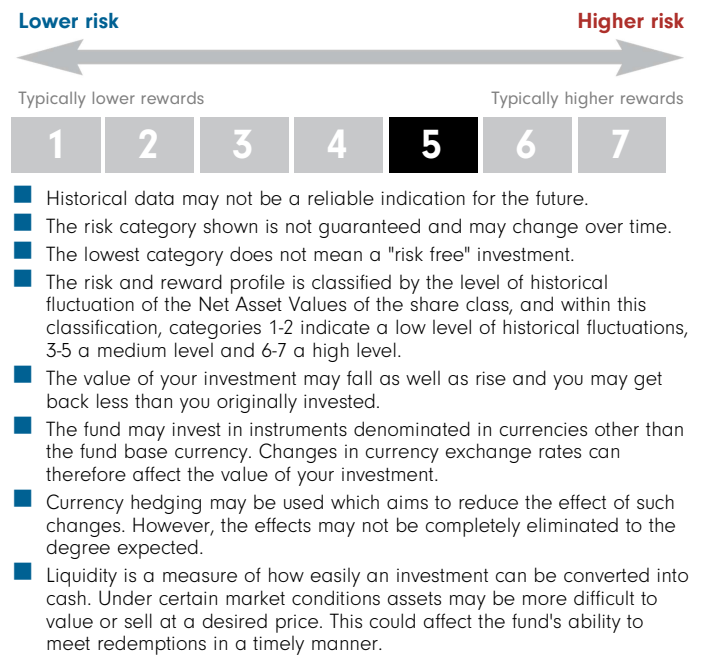 Lower risk Higher risk
Typically lower rewards Typically higher rewards
1 2 3 4 5 6 7
Historical data may not be a reliable indication for the future.
The risk category shown is not guaranteed and may change over time.
The lowest category does not mean a "risk free" investment.
The risk and reward profile is classified by the level of historical
fluctuation of the Net Asset Values of the share class, and within this
classification, categories 1-2 indicate a low level of historical fluctuations,
3-5 a medium level and 6-7 a high level.
The value of your investment may fall as well as rise and you may get
back less than you originally invested.
The fund may invest in instruments denominated in currencies other than
the fund base currency. Changes in currency exchange rates can
therefore affect the value of your investment.
Currency hedging may be used which aims to reduce the effect of such
changes. However, the effects may not be completely eliminated to the
degree expected.
Liquidity is a measure of how easily an investment can be converted into
cash. Under certain market conditions assets may be more difficult to
value or sell at a desired price. This could affect the fund's ability to
meet redemptions in a timely manner.